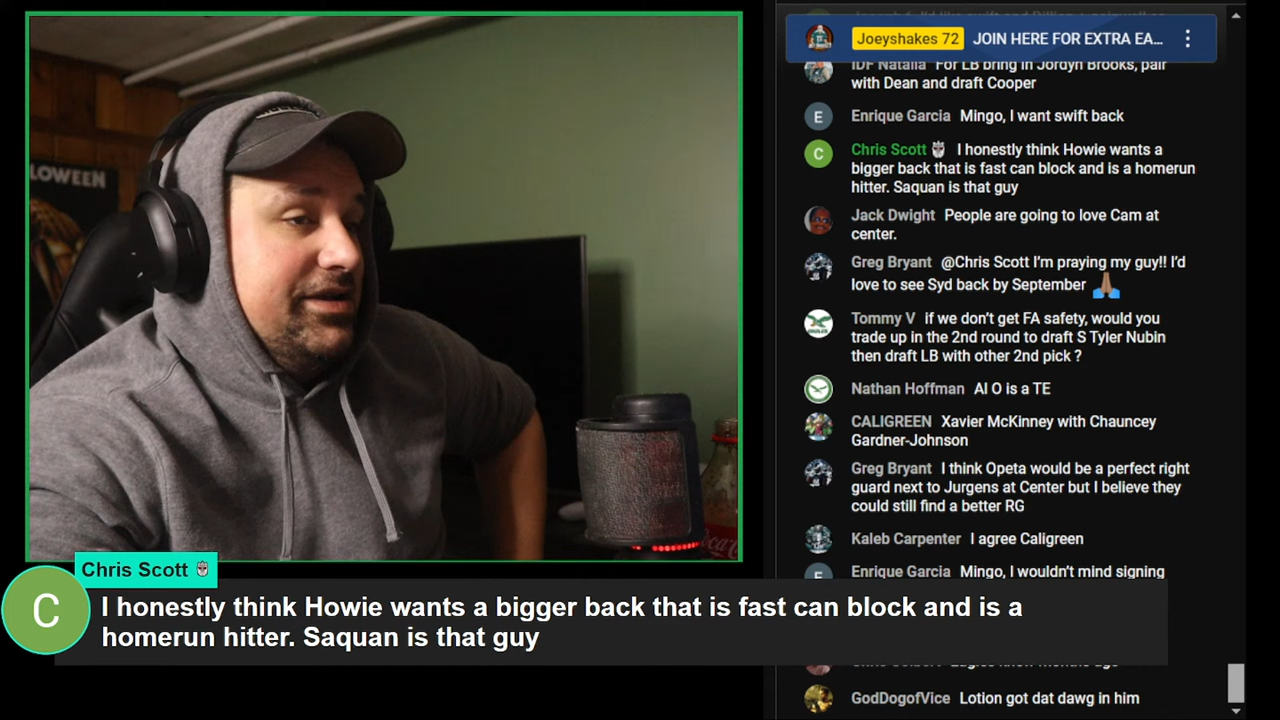 LLOWEEN
Coca-Cola
Joeyshakes 72 JOIN HERE FOR EXTRA EA...
IDF Natalia For LB bring in Jordyn Brooks, pair
with Dean and draft Cooper
E Enrique Garcia Mingo, I want swift back
C Chris Scott I honestly think Howie wants a
bigger back that is fast can block and is a homerun
hitter. Saquan is that guy
Jack Dwight People are going to love Cam at
center.
Greg Bryant @Chris Scott I'm praying my guy!! I'd
love to see Syd back by September
Tommy V if we don't get FA safety, would you
trade up in the 2nd round to draft S Tyler Nubin
then draft LB with other 2nd pick ?
Nathan Hoffman Al O is a TE
CALIGREEN Xavier McKinney with Chauncey
Gardner-Johnson
Greg Bryant I think Opeta would be a perfect right
guard next to Jurgens at Center but I believe they
could still find a better RG
Kaleb Carpenter I agree Caligreen
E Enrique Garcia Mingo, I wouldn't mind signing
GodDogofVice Lotion got dat dawg in him
Chris Scott
C
I honestly think Howie wants a bigger back that is fast can block and is a
homerun hitter. Saquan is that guy